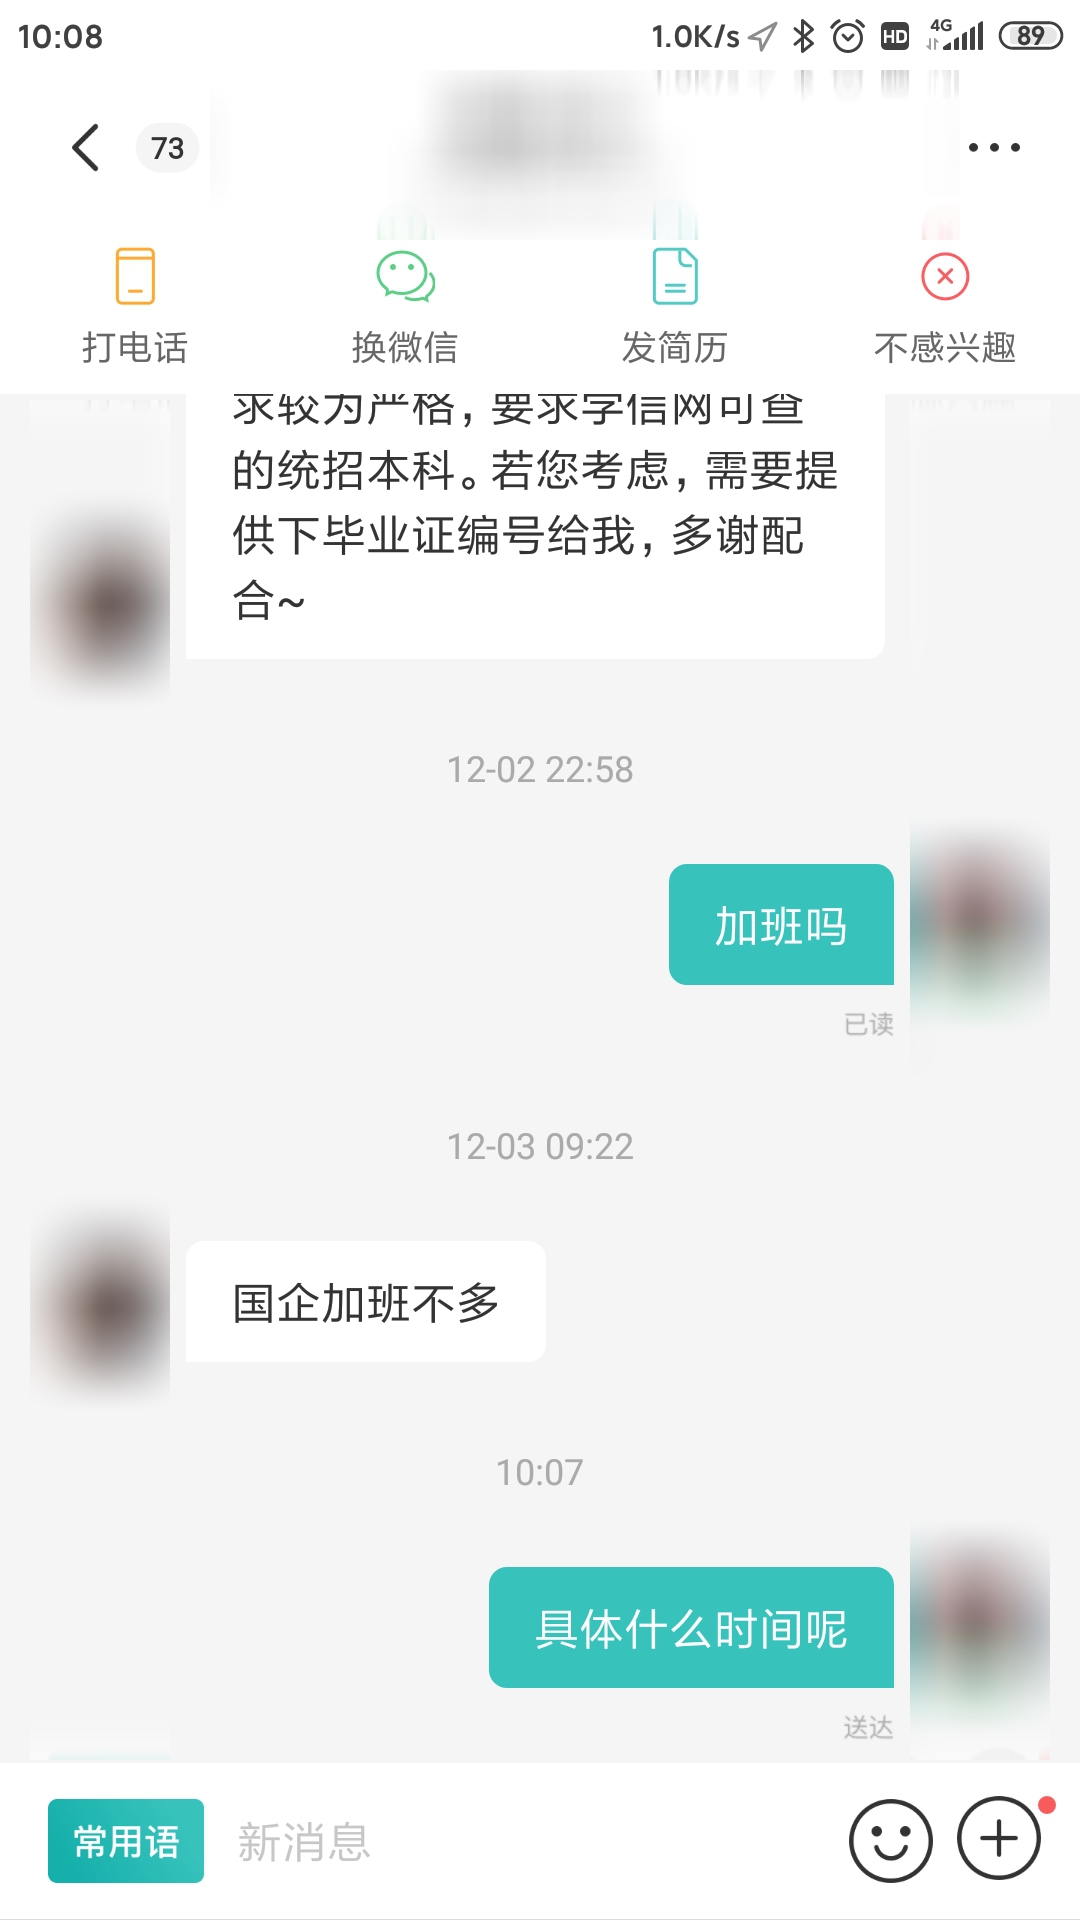 10:08 1.0K/s HD 4G 89
73
打电话 换微信 发简历 不感兴趣
求较为严格，要求学信网可查
的统招本科。若您考虑，需要提
供下毕业证编号给我，多谢配
合~
12-02 22:58
加班吗
已读
12-03 09:22
国企加班不多
10:07
具体什么时间呢
送达
常用语 新消息